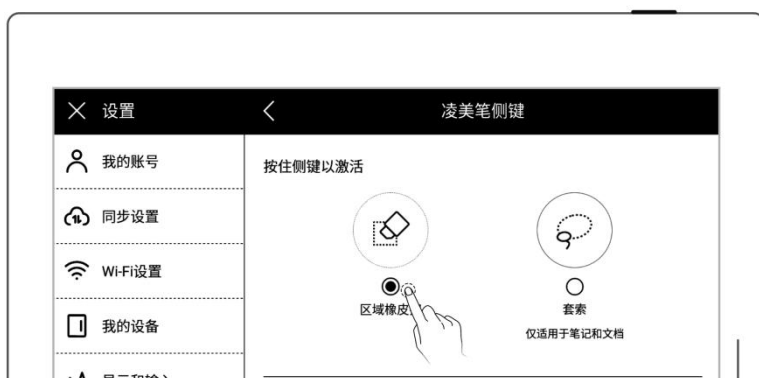 设置
凌美笔侧键
我的账号
同步设置
Wi-Fi设置
我的设备
按住侧键以激活
区域橡皮
套索
仅适用于笔记和文档